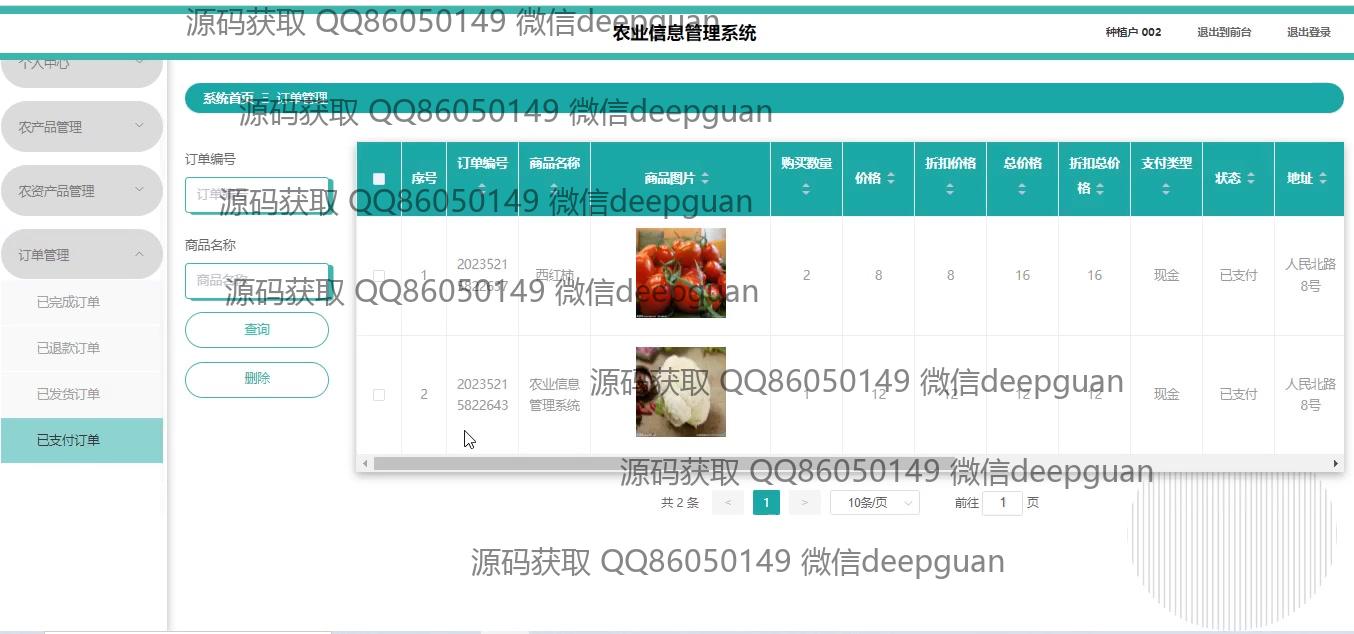 源码获取 QQ86050149 微信deepguan
农业信息管理系统
种植户 002
退出到前台
退出登录
个人中心
系统首页 三 订单管理
源码获取 QQ86050149 微信deepguan
农产品管理
农资产品管理
订单管理
已完成订单
已退款订单
已发货订单
已支付订单
订单编号
源码获取 QQ86050149 微信deepguan
商品名称
商品名称
源码获取 QQ86050149 微信deepguan
查询
删除
序号
订单编号
商品名称
商品图片
购买数量
价格
折扣价格
总价格
折扣总价
格
支付类型
状态
地址
1
2023521
西红柿
2
8
8
16
16
现金
已支付
人民北路
8号
2
2023521
5822643
农业信息
管理系统
1
12
12
12
12
现金
已支付
人民北路
8号
源码获取 QQ86050149 微信deepguan
源码获取 QQ86050149 微信deepguan
共 2 条
<
1
>
10条/页
前往
1
页
源码获取 QQ86050149 微信deepguan